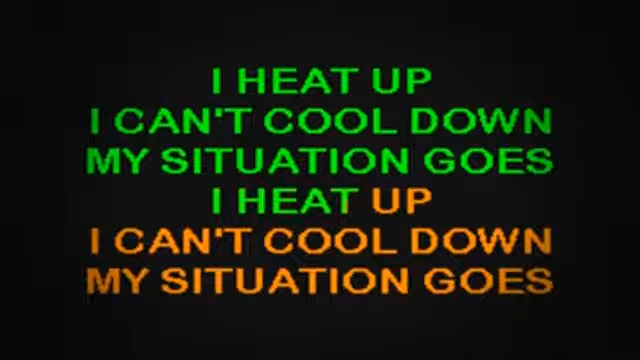 I HEAT UP
I CAN'T COOL DOWN
MY SITUATION GOES
I HEAT UP
I CAN'T COOL DOWN
MY SITUATION GOES